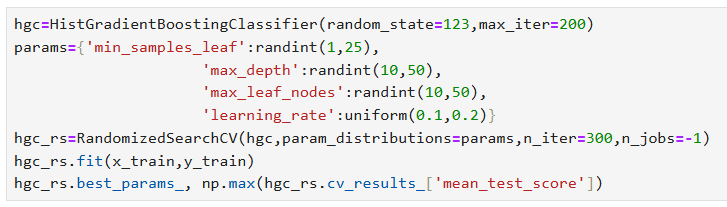 hgc=HistGradientBoostingClassifier(random_state=123,max_iter=200)
params={'min_samples_leaf':randint(1,25),
'max_depth':randint(10,50),
'max_leaf_nodes':randint(10,50),
'learning_rate':uniform(0.1,0.2)}
hgc_rs=RandomizedSearchCV(hgc,param_distributions=params,n_iter=300,n_jobs=-1)
hgc_rs.fit(x_train,y_train)
hgc_rs.best_params_, np.max(hgc_rs.cv_results_['mean_test_score'])